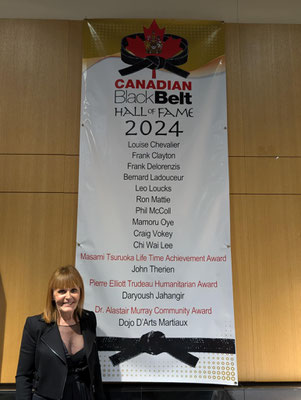 CANADIAN
BlackBelt
HALL OF FAME
2024
Louise Chevalier
Frank Clayton
Frank Delorenzis
Bernard Ladouceur
Leo Loucks
Ron Mattie
Phil McColl
Mamoru Oye
Craig Vokey
Chi Wai Lee
Masami Tsuruoka Life Time Achievement Award
John Therien
Pierre Elliott Trudeau Humanitarian Award
Daryoush Jahangir
Dr. Alastair Murray Community Award
Dojo D'Arts Martiaux